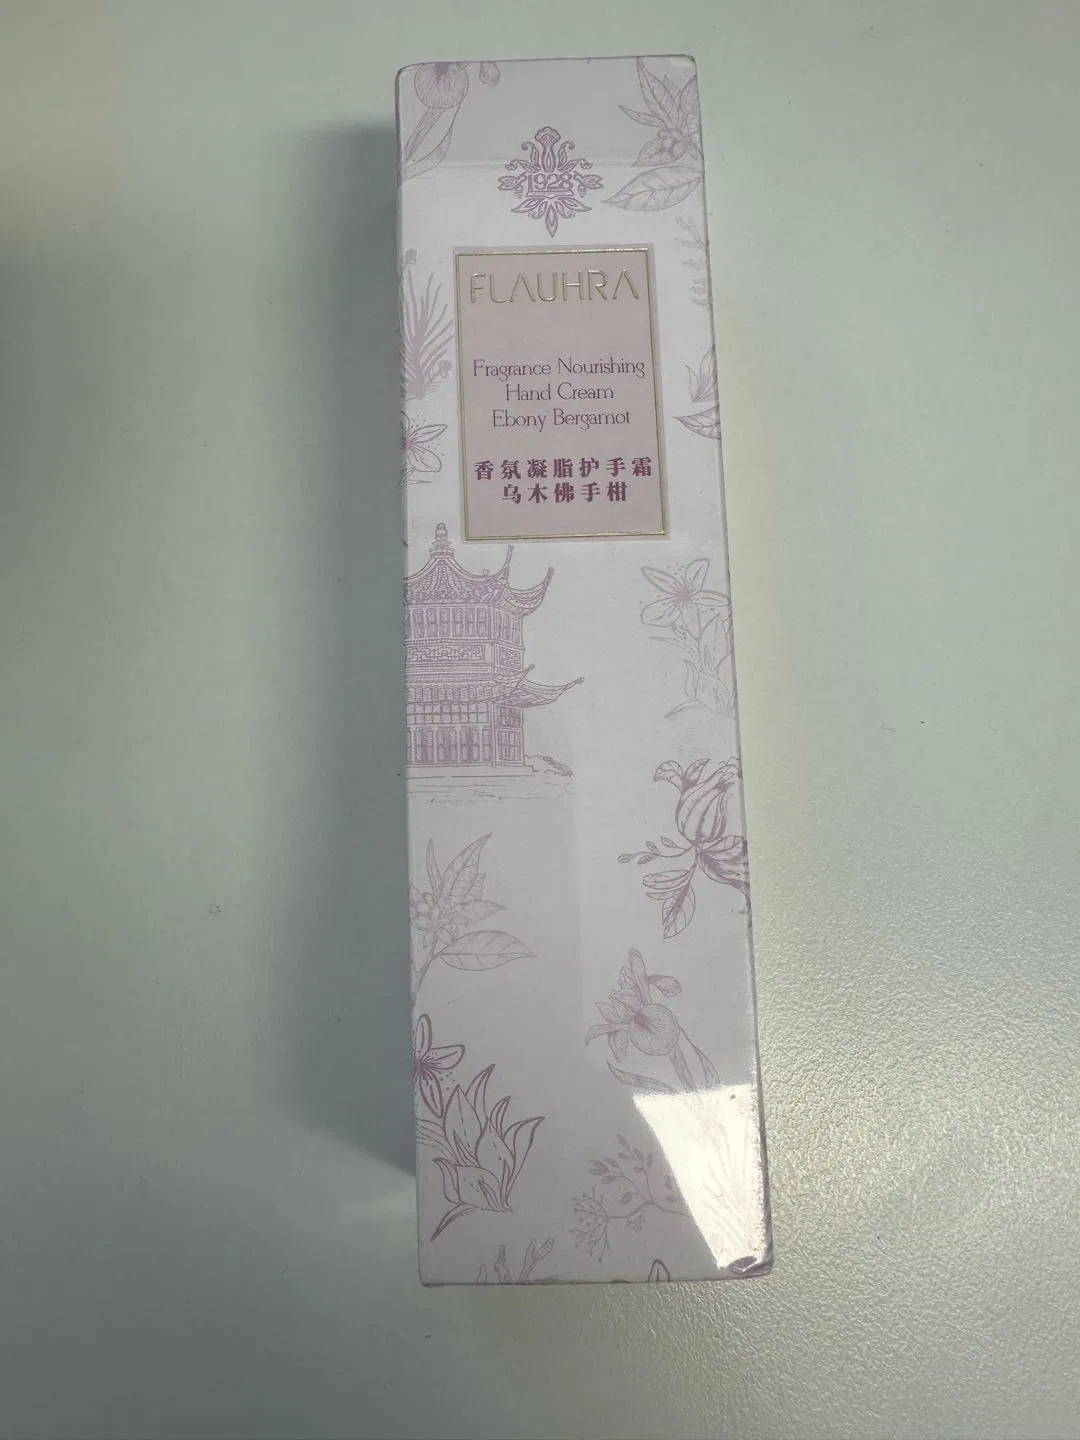 1928
FLAUHRA
Fragrance Nourishing
Hand Cream
Ebony Bergamot
香氛凝脂护手霜
乌木佛手柑